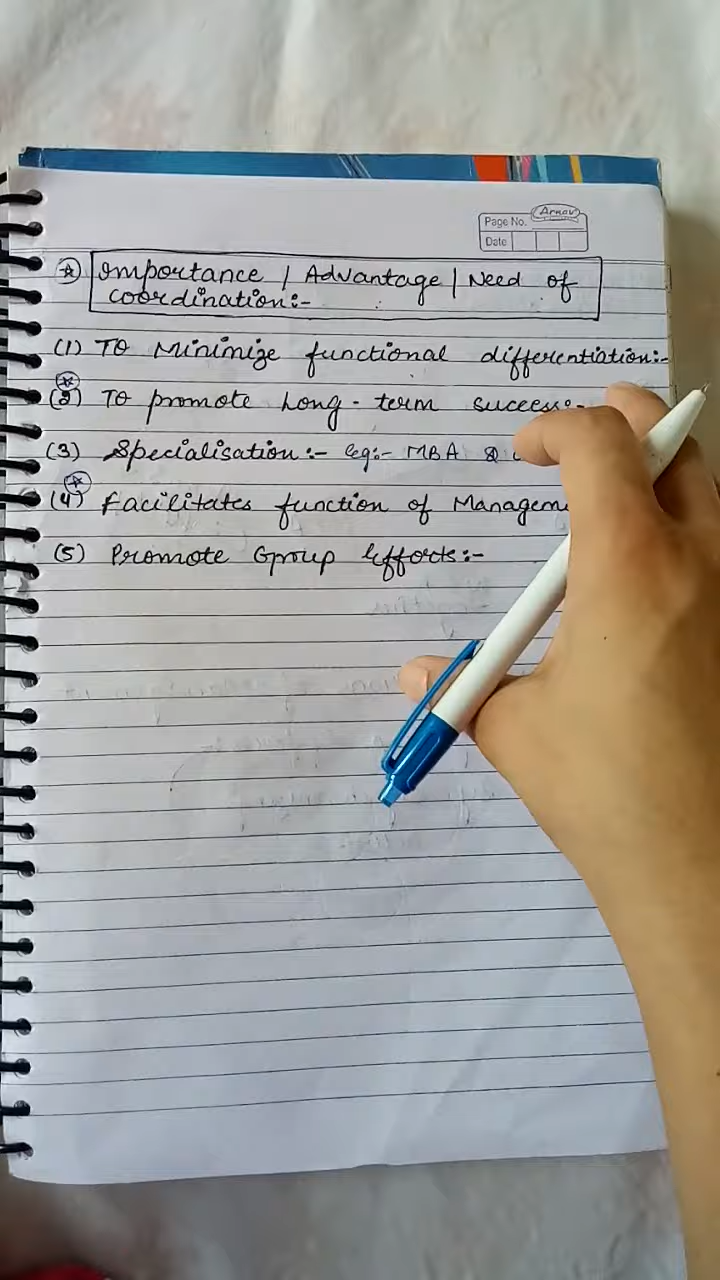 Page No.
Arnav
Date
Importance / Advantage / Need of
coordination:-
(1) To Minimize functional differentiation:-
(2) To promote Long-term success:-
(3) Specialisation:- eg:- MBA &
(4) Facilitates function of Managem
(5) Promote Group Efforts:-